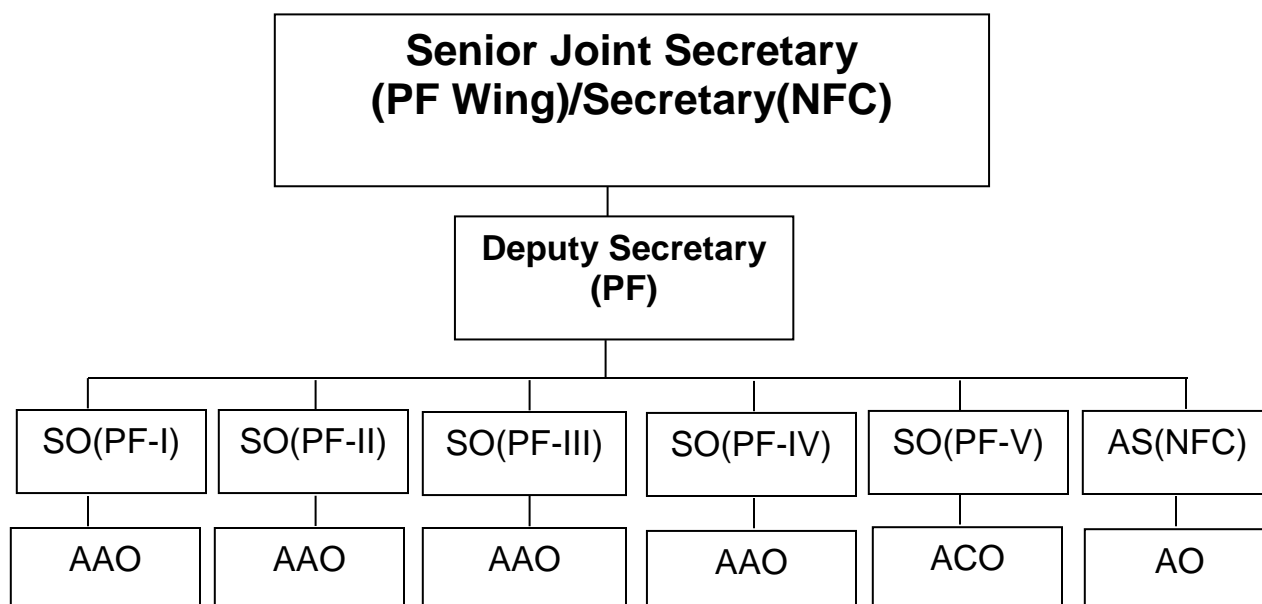 Senior Joint Secretary
(PF Wing)/Secretary(NFC)
Deputy Secretary
(PF)
SO(PF-I)
SO(PF-II)
SO(PF-III)
SO(PF-IV)
SO(PF-V)
AS(NFC)
AAO
AAO
AAO
AAO
ACO
AO